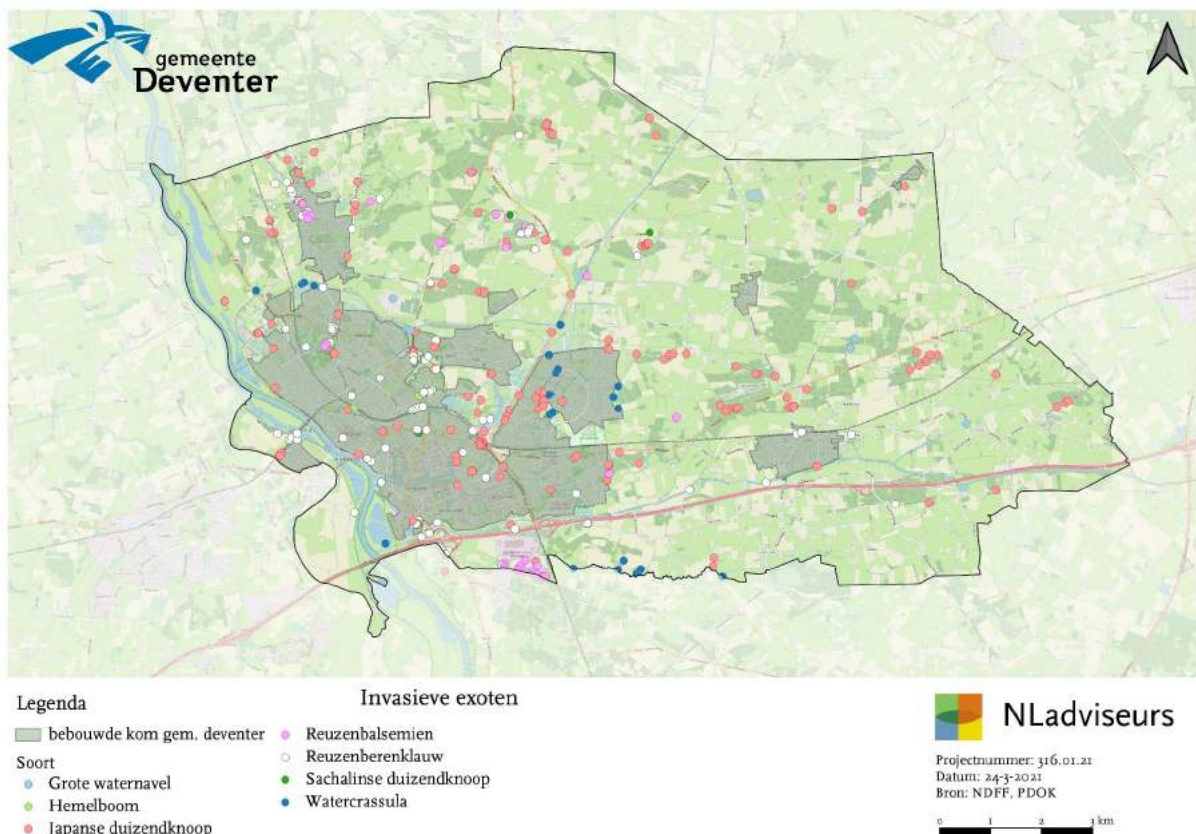 gemeente
Deventer
Legenda
Invasieve exoten
bebouwde kom gem. deventer
Soort
Grote waternavel
Hemelboom
Japanse duizendknoop
Reuzenbalsemien
Reuzenberenklauw
Sachalinse duizendknoop
Watercrassula
NLadviseurs
Projectnummer: 316.01.21
Datum: 24-3-2021
Bron: NDFF, PDOK
0 1 2 3 km